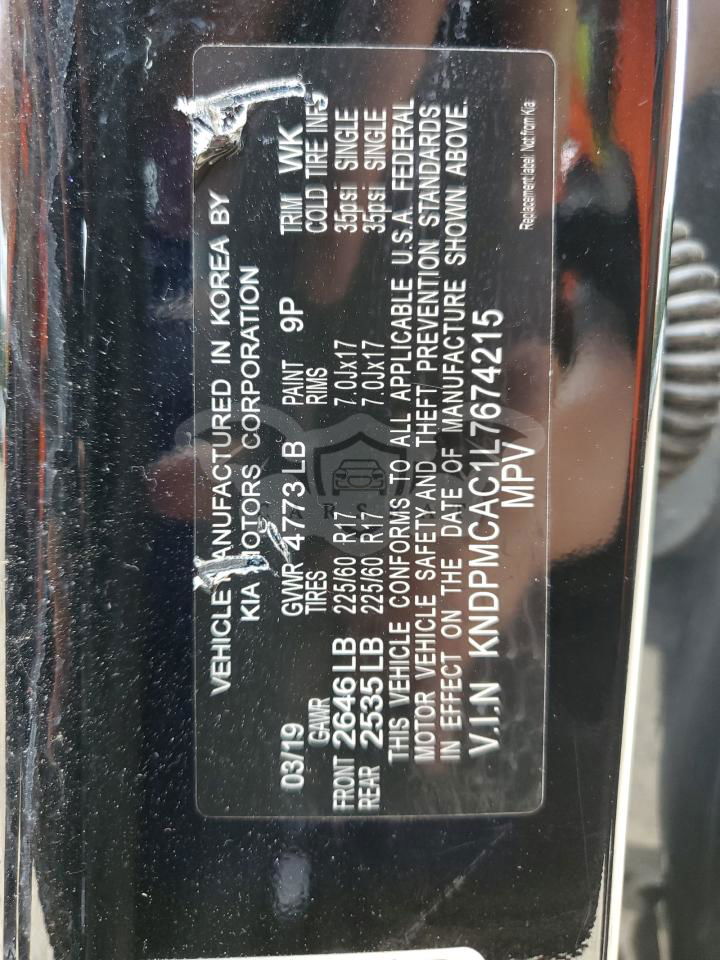 VEHICLE MANUFACTURED IN KOREA BY
KIA MOTORS CORPORATION
03/19 GVWR 4773 LB PAINT 9P TRIM WK
GAWR TIRES RIMS COLD TIRE INFO
FRONT 2646 LB 225/60 R17 7.0Jx17 35psi SINGLE
REAR 2535 LB 225/60 R17 7.0Jx17 35psi SINGLE
THIS VEHICLE CONFORMS TO ALL APPLICABLE U.S.A. FEDERAL
MOTOR VEHICLE SAFETY AND THEFT PREVENTION STANDARDS
IN EFFECT ON THE DATE OF MANUFACTURE SHOWN ABOVE.
V.I.N KNDPMCAC1L7674215
MPV
Replacement label Not from Kia